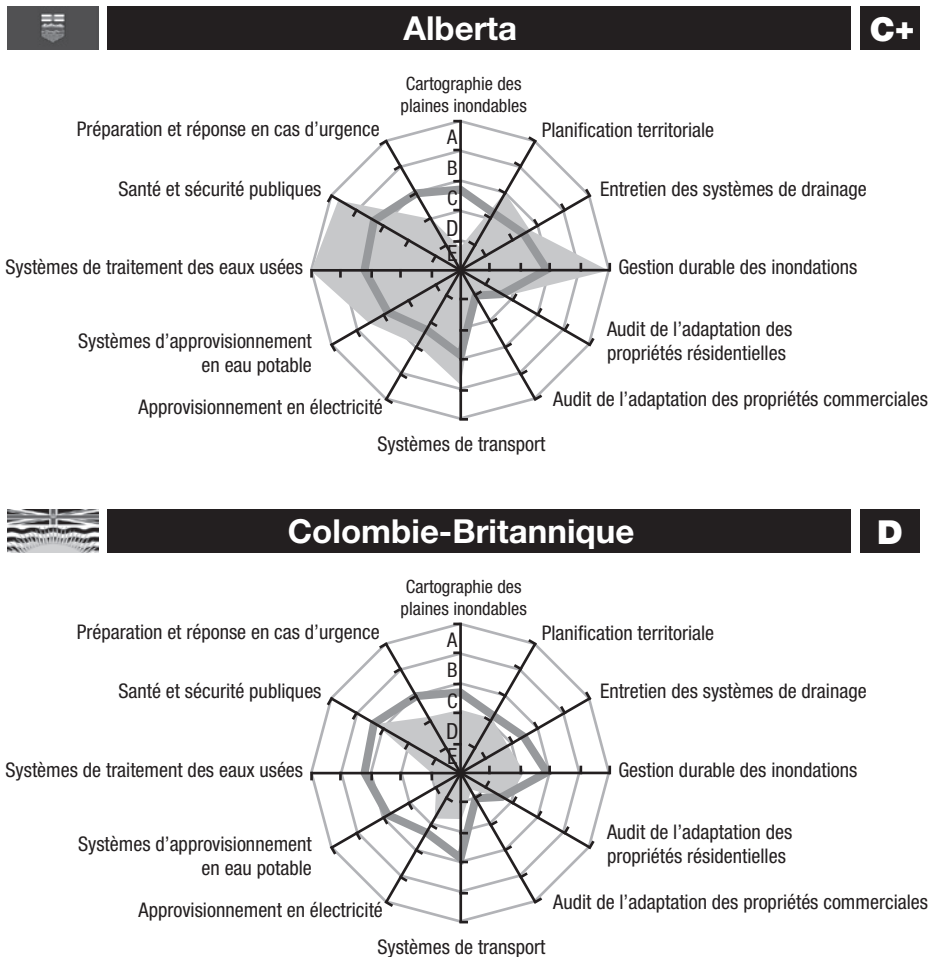 Alberta
C+
Cartographie des
plaines inondables
Préparation et réponse en cas d'urgence
Planification territoriale
A
B
C
D
E
Santé et sécurité publiques
Entretien des systèmes de drainage
Systèmes de traitement des eaux usées
Gestion durable des inondations
Systèmes d'approvisionnement
en eau potable
Audit de l'adaptation des
propriétés résidentielles
Approvisionnement en électricité
Audit de l'adaptation des propriétés commerciales
Systèmes de transport
Colombie-Britannique
D
Cartographie des
plaines inondables
Préparation et réponse en cas d'urgence
Planification territoriale
A
B
C
D
E
Santé et sécurité publiques
Entretien des systèmes de drainage
Systèmes de traitement des eaux usées
Gestion durable des inondations
Systèmes d'approvisionnement
en eau potable
Audit de l'adaptation des
propriétés résidentielles
Approvisionnement en électricité
Audit de l'adaptation des propriétés commerciales
Systèmes de transport